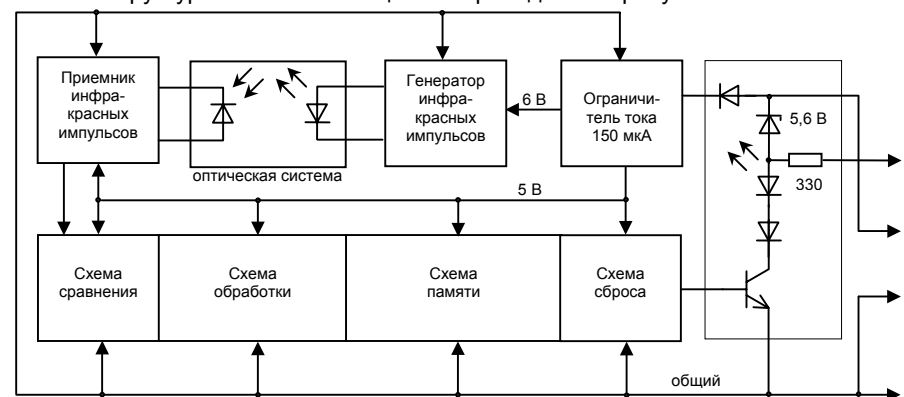 Приемник
инфра-
красных
импульсов
Генератор
инфра-
красных
импульсов
6 В
Ограничи-
тель тока
150 мкА
5,6 В
330
оптическая система
5 В
Схема
сравнения
Схема
обработки
Схема
памяти
Схема
сброса
общий